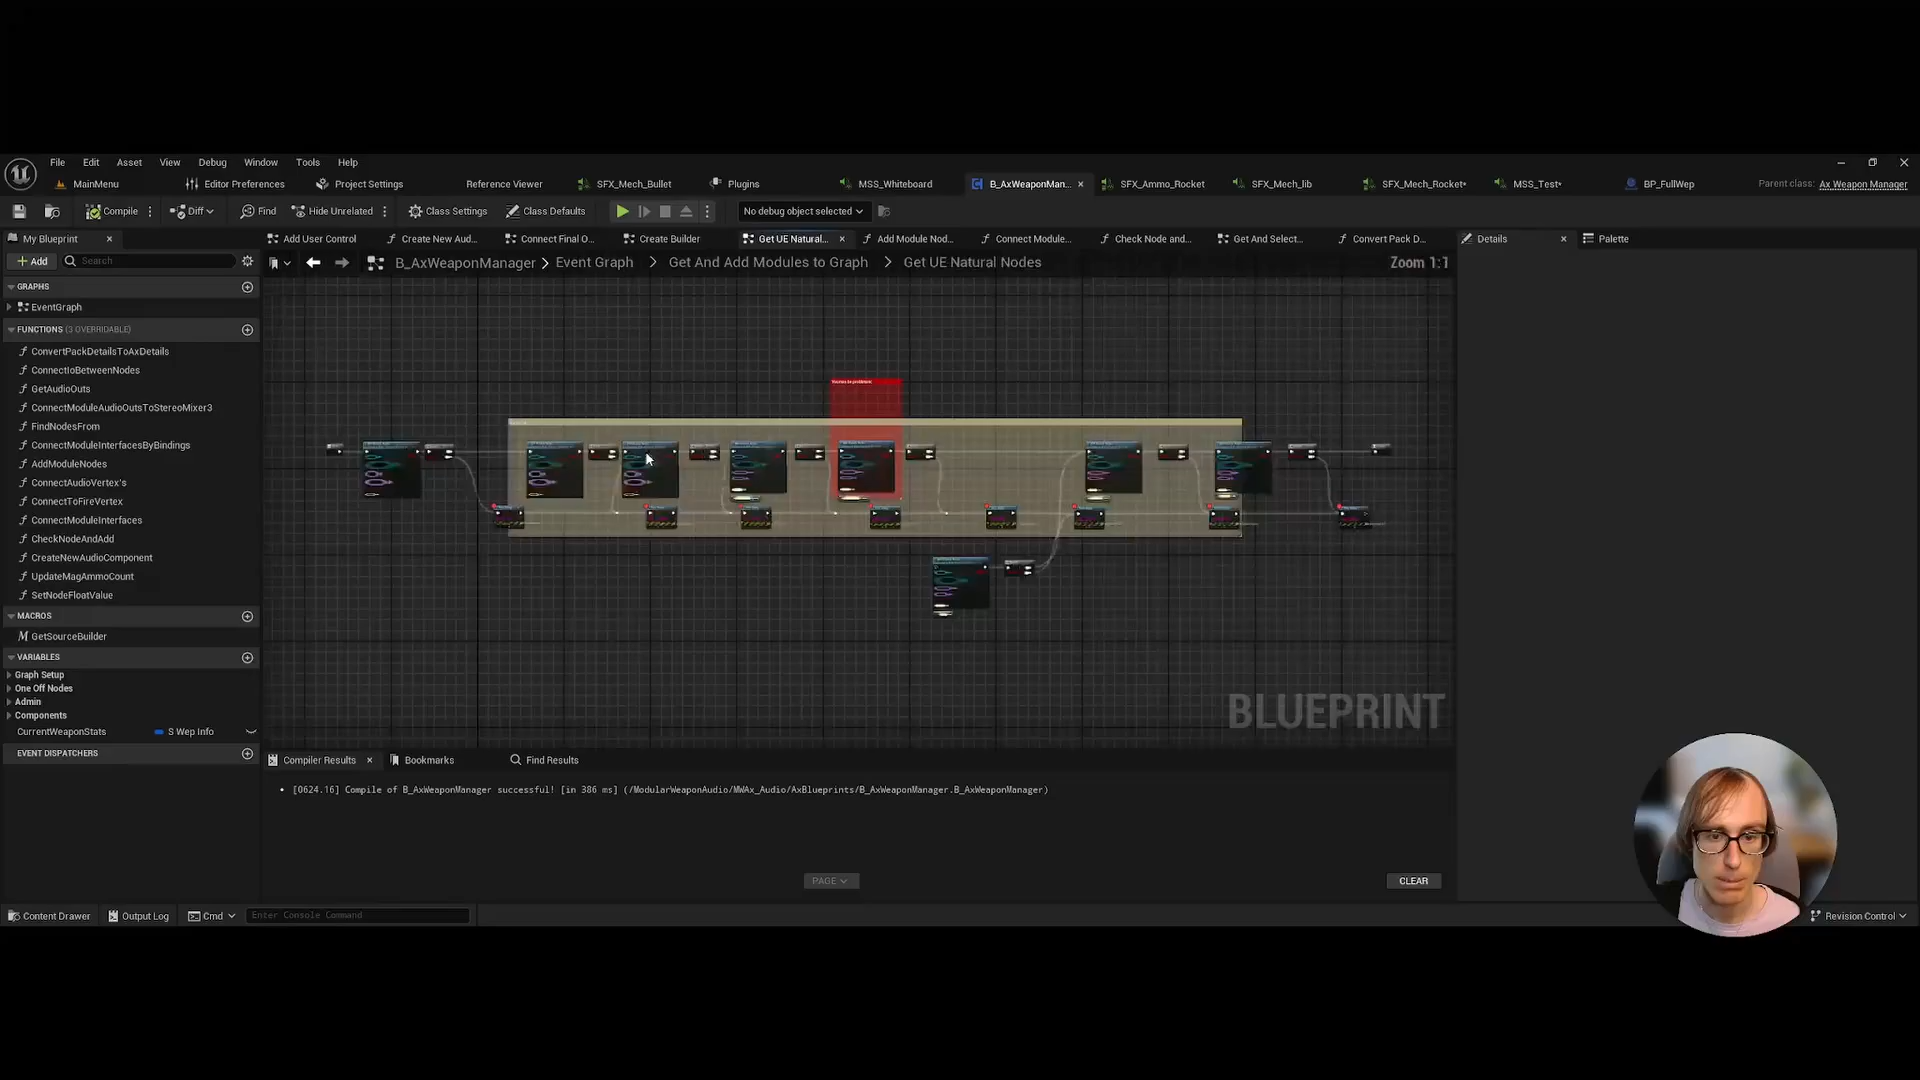 File Edit Asset View Debug Window Tools Help
MainMenu Editor Preferences Project Settings Reference Viewer SFX_Mech_Bullet Plugins MSS_Whiteboard B_AxWeaponMan... SFX_Ammo_Rocket SFX_Mech_lib SFX_Mech_Rocket* MSS_Test* BP_FullWep Parent class: Ax Weapon Manager
Compile Diff Find Hide Unrelated Class Settings Class Defaults No debug object selected
My Blueprint Add User Control Create New Aud... Connect Final O... Create Builder Get UE Natural... Add Module Nod... Connect Module... Check Node and... Get And Select... Convert Pack D... Details Palette
Add Search B_AxWeaponManager > Event Graph > Get And Add Modules to Graph > Get UE Natural Nodes Zoom 1:1
GRAPHS
EventGraph
FUNCTIONS (3 OVERRIDABLE)
ConvertPackDetailsToAxDetails
ConnectIoBetweenNodes
GetAudioOuts
ConnectModuleAudioOutsToStereoMixer3
FindNodesFrom
ConnectModuleInterfacesByBindings
AddModuleNodes
ConnectAudioVertex's
ConnectToFireVertex
ConnectModuleInterfaces
CheckNodeAndAdd
CreateNewAudioComponent
UpdateMagAmmoCount
SetNodeFloatValue
MACROS
GetSourceBuilder
VARIABLES
Graph Setup
One Off Nodes
Admin
Components
CurrentWeaponStats S Wep Info
EVENT DISPATCHERS
BLUEPRINT
Compiler Results Bookmarks Find Results
[0624.16] Compile of B_AxWeaponManager successful! [in 386 ms] (/ModularWeaponAudio/MWAx_Audio/AxBlueprints/B_AxWeaponManager.B_AxWeaponManager)
PAGE CLEAR
Content Drawer Output Log Cmd Enter Console Command Revision Control